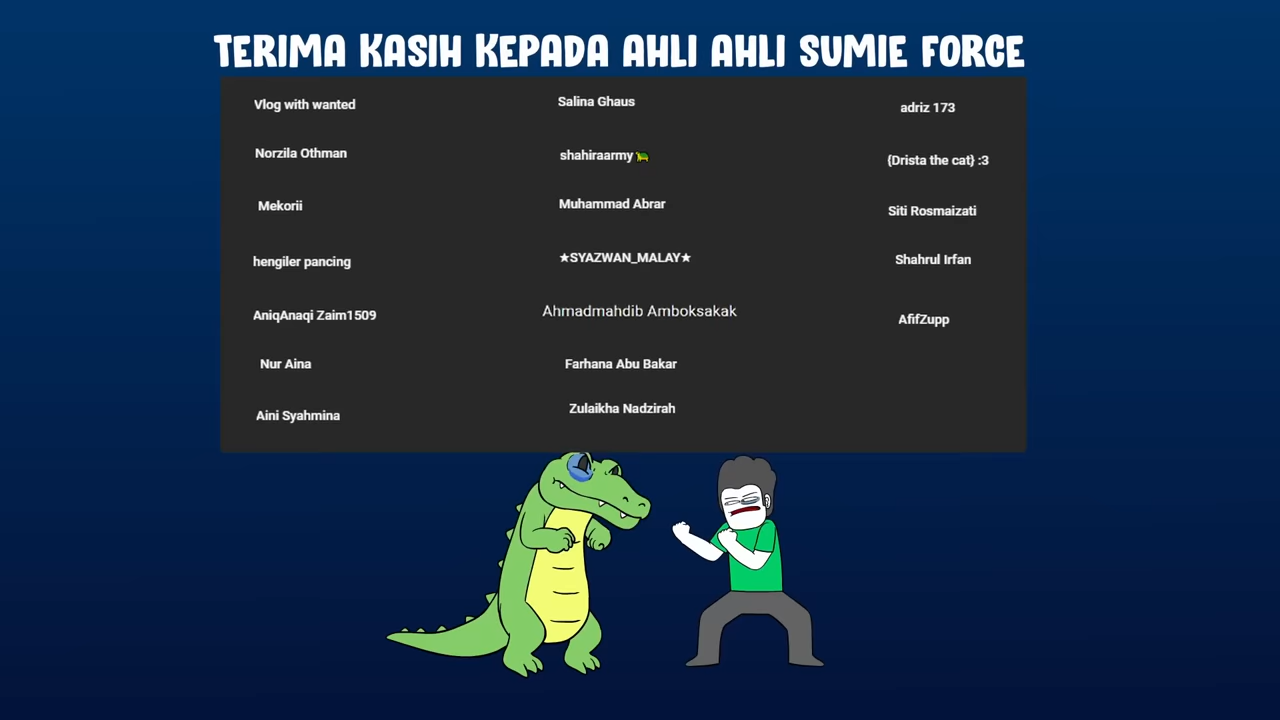 TERIMA KASIH KEPADA AHLI AHLI SUMIE FORCE
Vlog with wanted
Norzila Othman
Mekorii
hengiler pancing
AniqAnaqi Zaim1509
Nur Aina
Aini Syahmina
Salina Ghaus
shahiraarmy🐢
Muhammad Abrar
★SYAZWAN_MALAY★
Ahmadmahdib Amboksakak
Farhana Abu Bakar
Zulaikha Nadzirah
adriz 173
{Drista the cat} :3
Siti Rosmaizati
Shahrul Irfan
AfifZupp